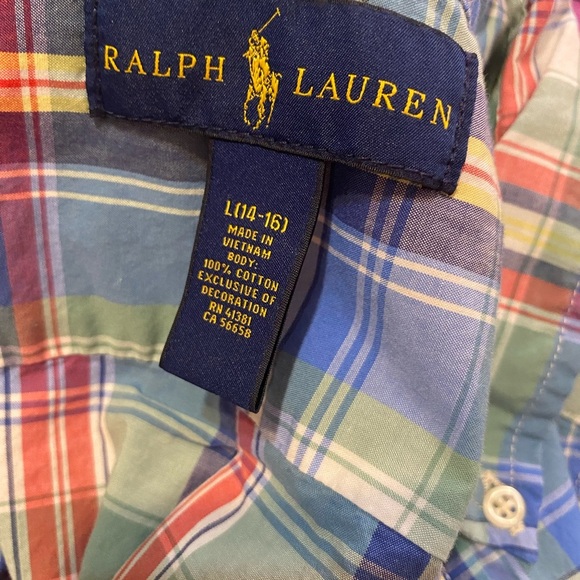 RALPH LAUREN
L(14-16)
MADE IN
VIETNAM
BODY:
100% COTTON
EXCLUSIVE OF
DECORATION
RN 41381
CA 56658